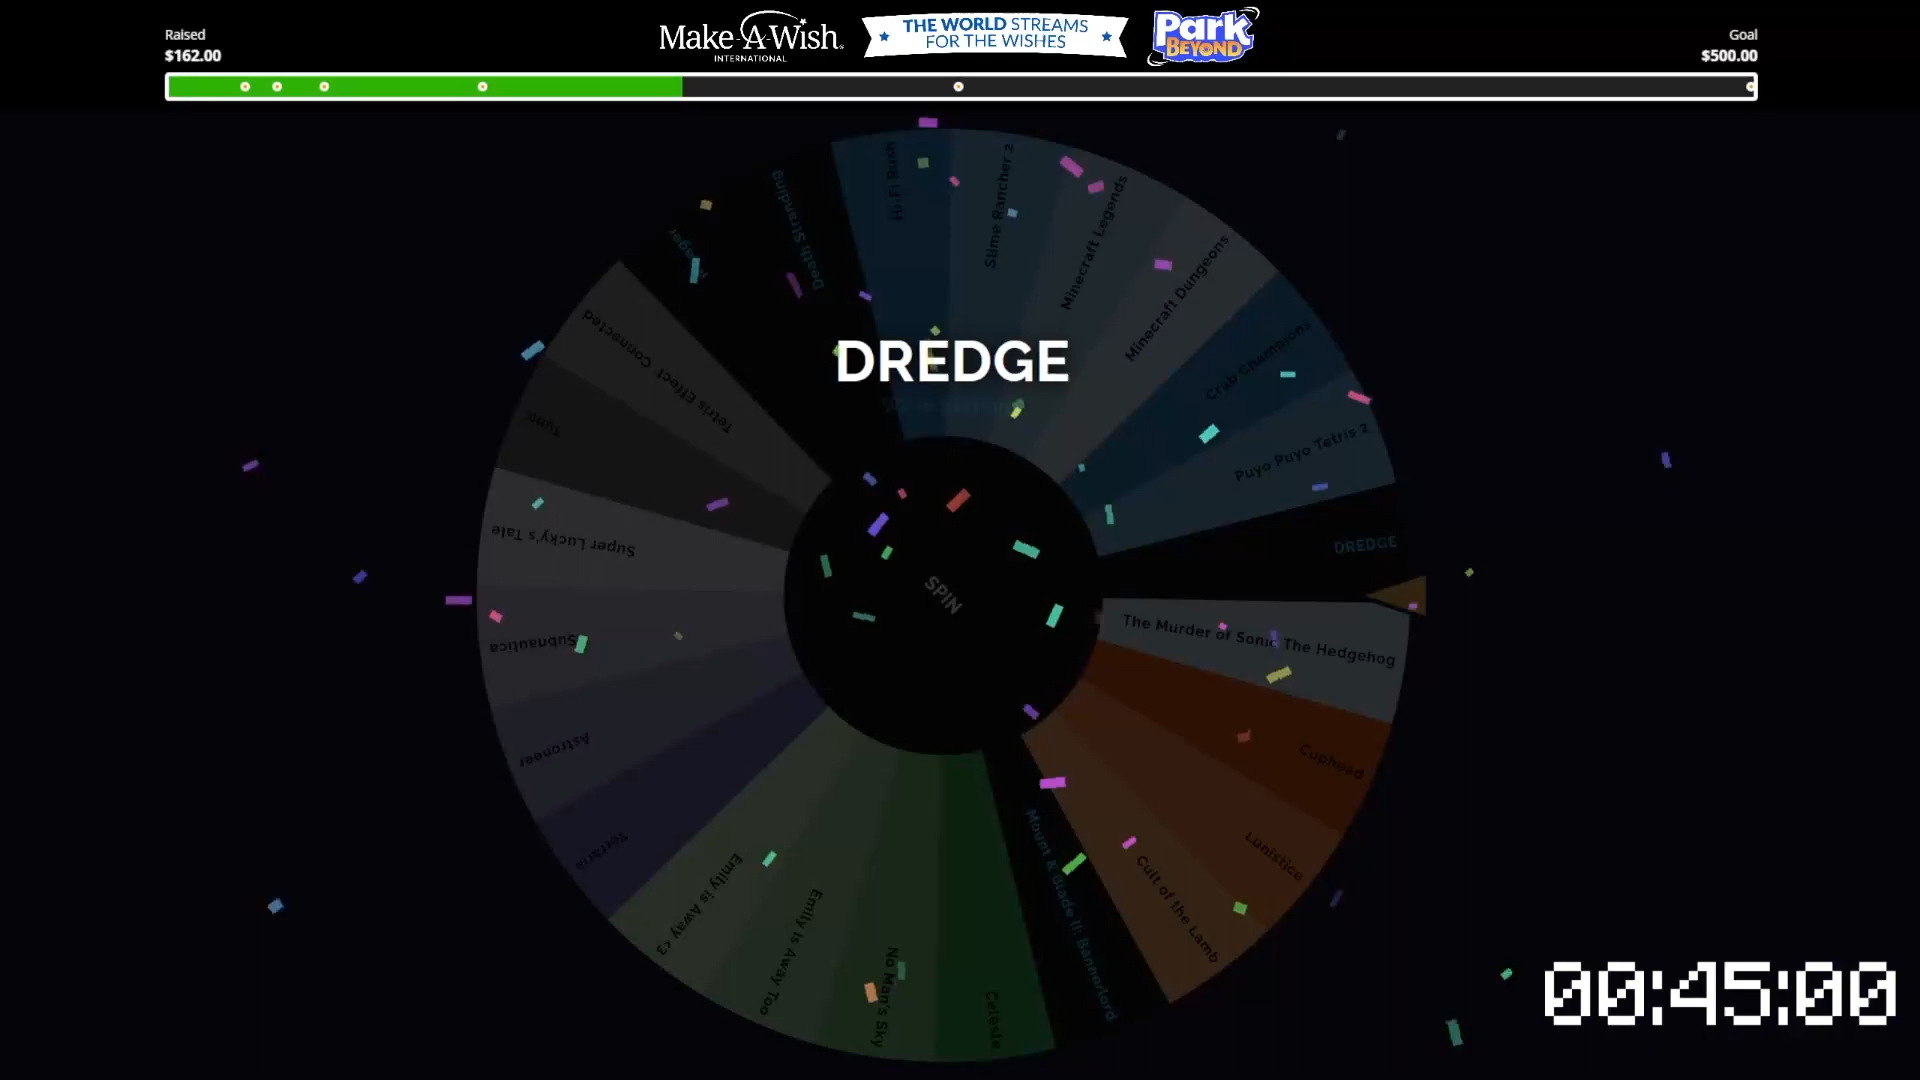 Raised
$162.00
Make-A-Wish
INTERNATIONAL
THE WORLD STREAMS
FOR THE WISHES
Park
BEYOND
Goal
$500.00
DREDGE
Death Stranding
Hi-Fi Rush
Slime Rancher 2
Minecraft Legends
Minecraft Dungeons
Crab Champions
Puyo Puyo Tetris 2
DREDGE
The Murder of Sonic The Hedgehog
Cuphead
Lunistice
Cult of the Lamb
Mount & Blade II: Bannerlord
Celeste
No Man's Sky
Emily is Away Too
Emily is Away <3
Terraria
Astroneer
Subnautica
Super Lucky's Tale
Tunic
Tetris Effect: Connected
SPIN
00:45:00